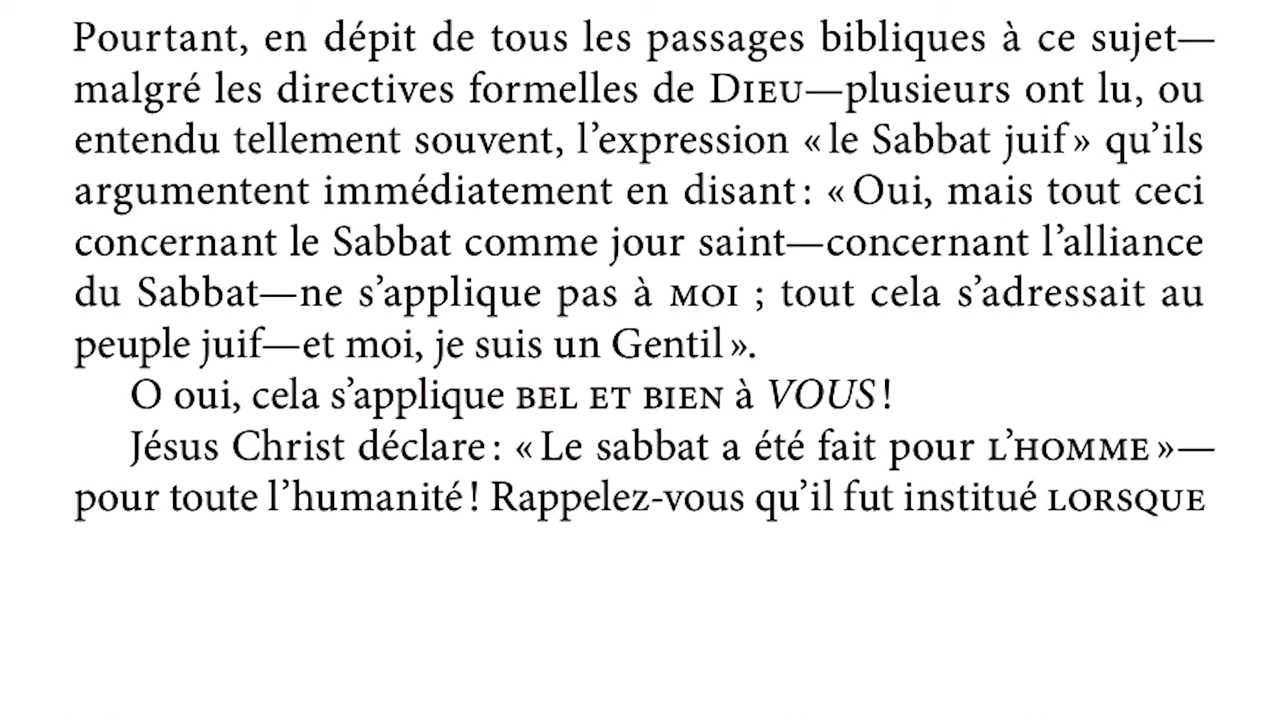 Pourtant, en dépit de tous les passages bibliques à ce sujet—
malgré les directives formelles de DIEU—plusieurs ont lu, ou
entendu tellement souvent, l’expression « le Sabbat juif » qu’ils
argumentent immédiatement en disant : « Oui, mais tout ceci
concernant le Sabbat comme jour saint—concernant l’alliance
du Sabbat—ne s’applique pas à MOI ; tout cela s’adressait au
peuple juif—et moi, je suis un Gentil ».
O oui, cela s’applique BEL ET BIEN à VOUS !
Jésus Christ déclare : « Le sabbat a été fait pour L’HOMME »—
pour toute l’humanité ! Rappelez-vous qu’il fut institué LORSQUE